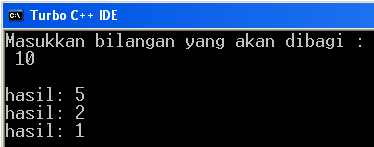 Turbo C++ IDE
Masukkan bilangan yang akan dibagi :
10
hasil: 5
hasil: 2
hasil: 1